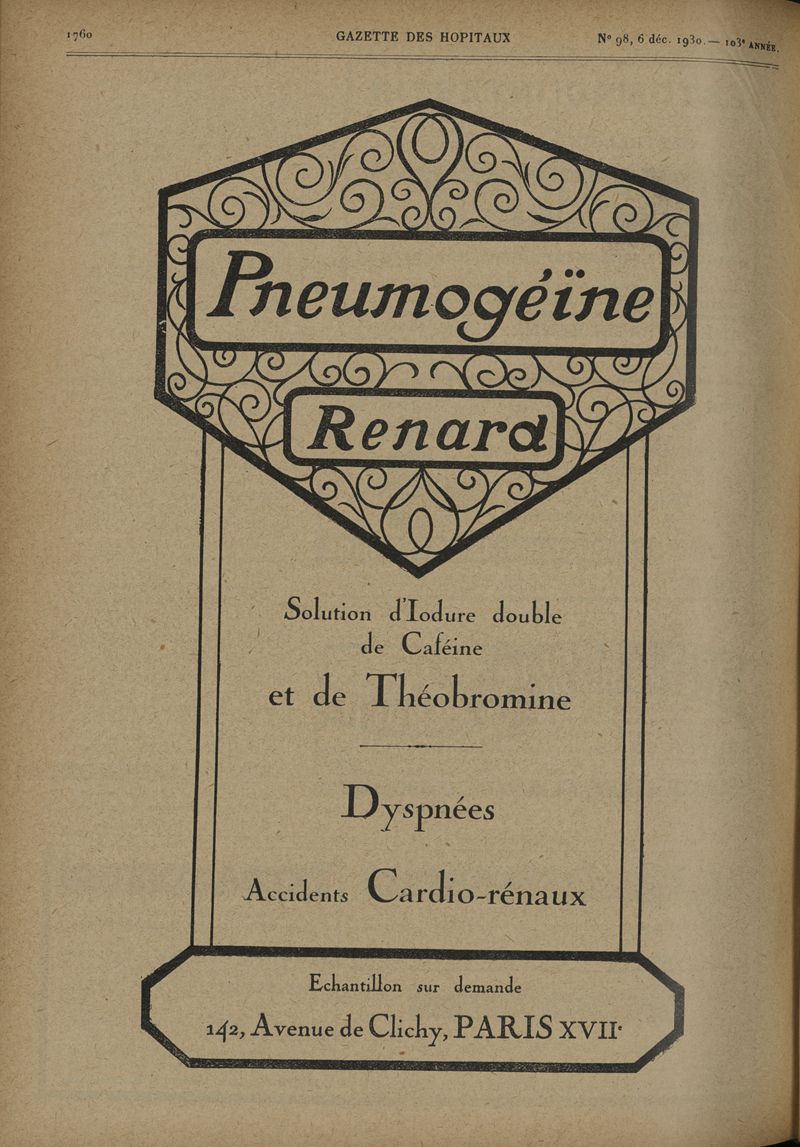 1760
GAZETTE DES HOPITAUX
N° 98, 6 déc. 1930. — 103e ANNÉE.
Pneumogéïne
Renard
Solution d'Iodure double
de Caféine
et de Théobromine
Dyspnées
Accidents Cardio-rénaux
Echantillon sur demande
142, Avenue de Clichy, PARIS XVIIe